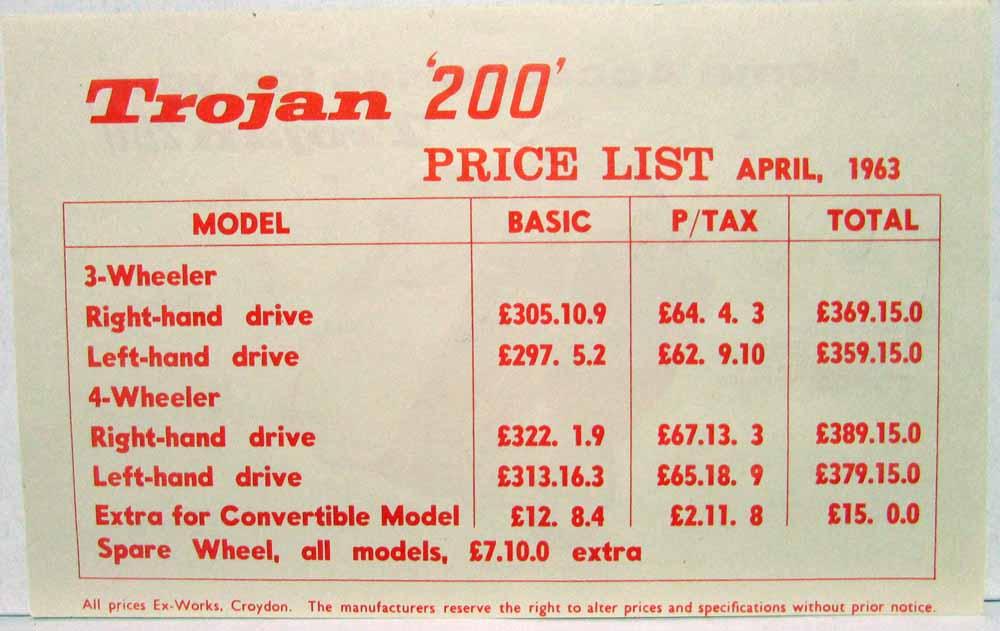 Trojan '200'
PRICE LIST APRIL, 1963
MODEL BASIC P/TAX TOTAL
3-Wheeler
Right-hand drive £305.10.9 £64. 4. 3 £369.15.0
Left-hand drive £297. 5.2 £62. 9.10 £359.15.0
4-Wheeler
Right-hand drive £322. 1.9 £67.13. 3 £389.15.0
Left-hand drive £313.16.3 £65.18. 9 £379.15.0
Extra for Convertible Model £12. 8.4 £2.11. 8 £15. 0.0
Spare Wheel, all models, £7.10.0 extra
All prices Ex-Works, Croydon. The manufacturers reserve the right to alter prices and specifications without prior notice.